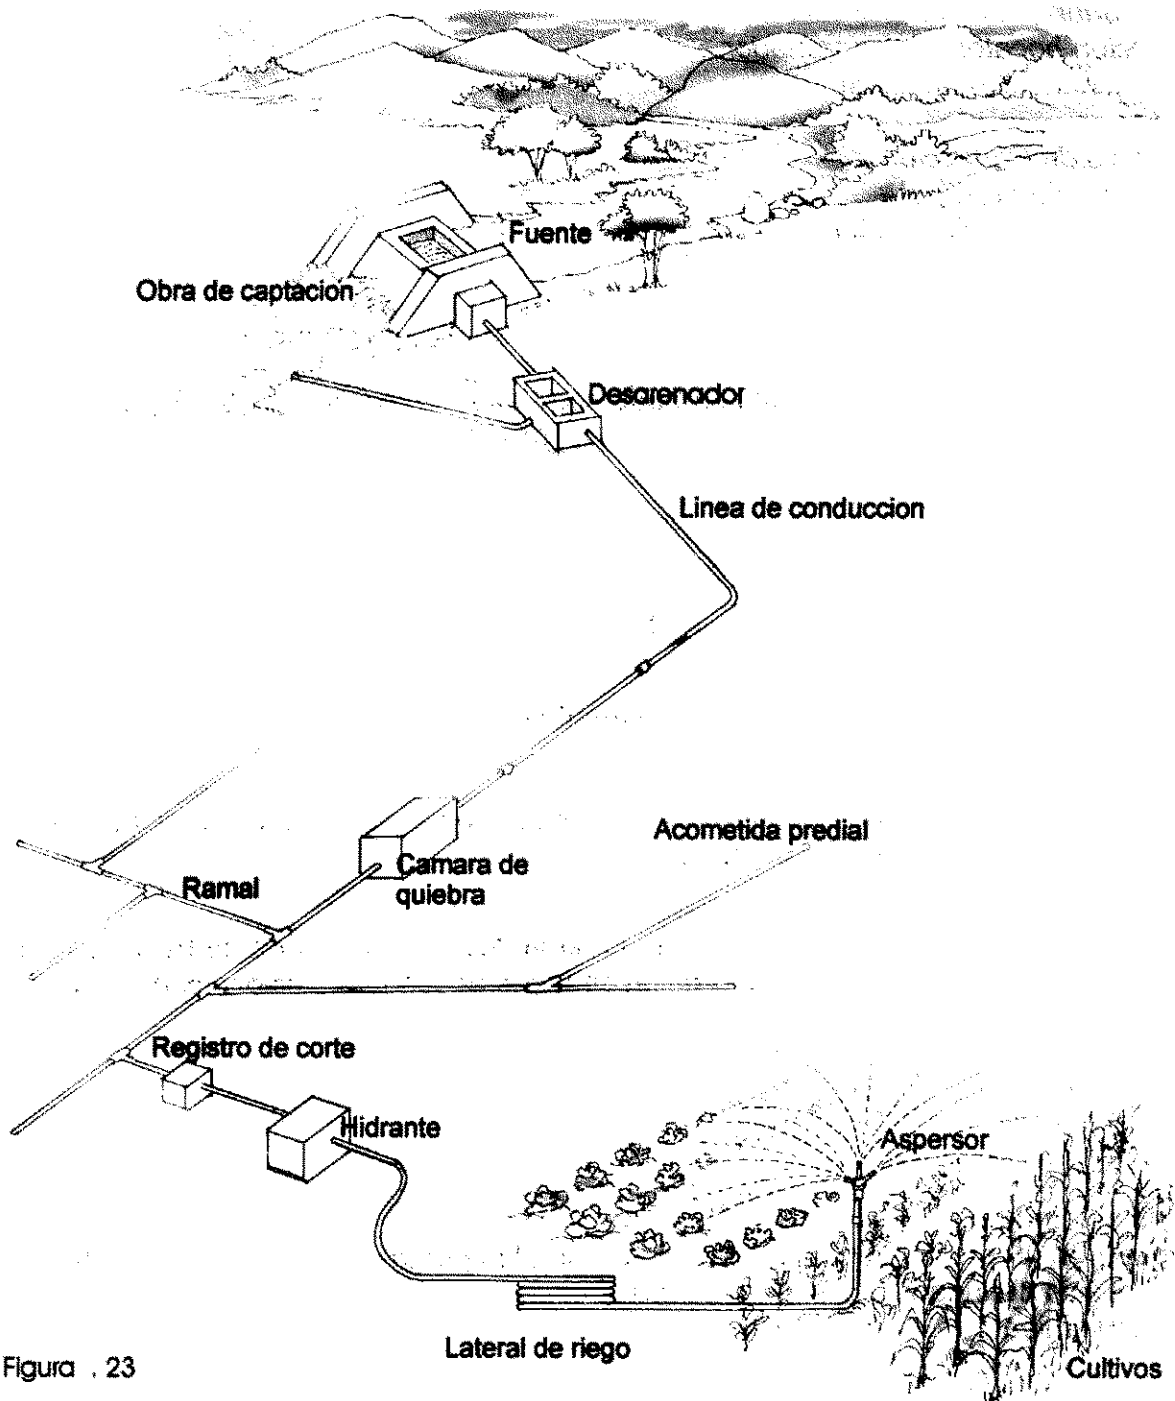 Fuente
Obra de captacion
Desarenador
Linea de conduccion
Acometida predial
Camara de
quiebra
Ramal
Registro de corte
Hidrante
Aspersor
Lateral de riego
Cultivos
Figura . 23